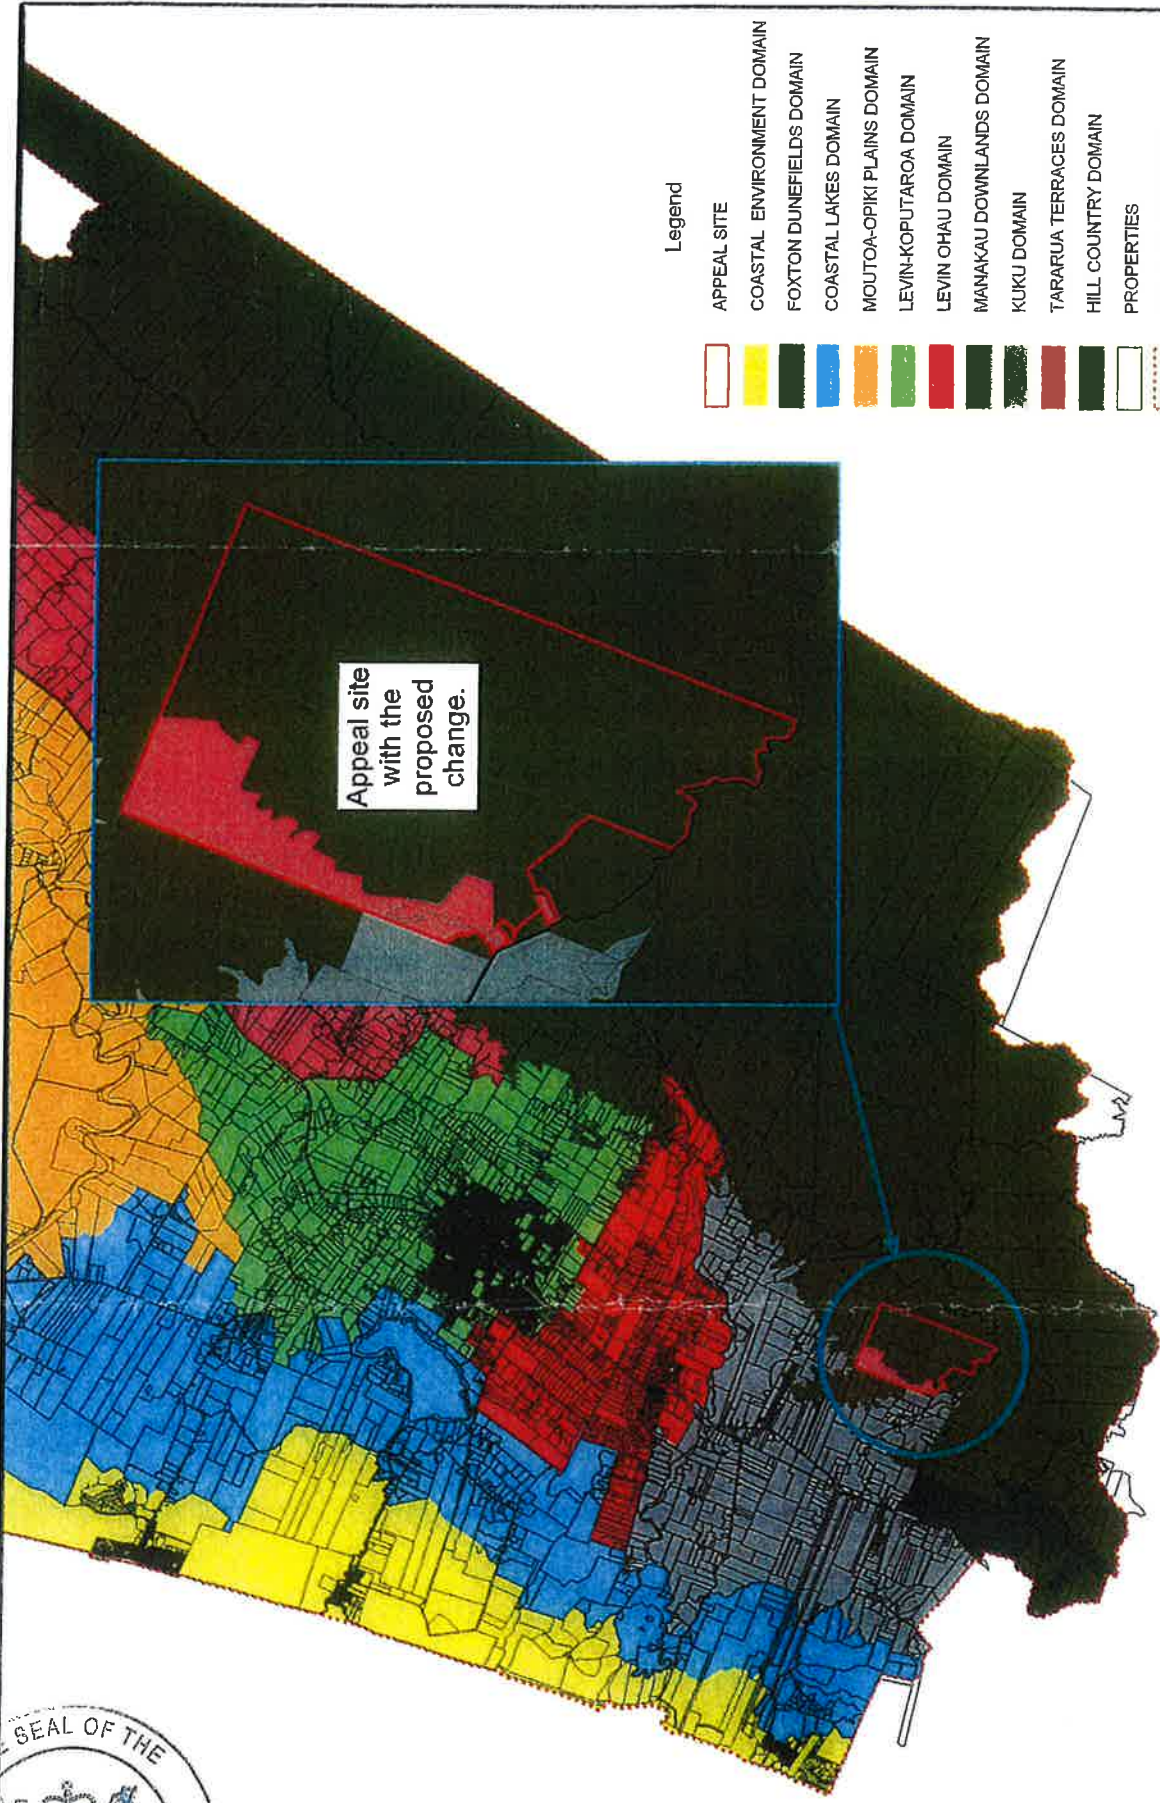 Legend
APPEAL SITE
COASTAL ENVIRONMENT DOMAIN
FOXTON DUNEFIELDS DOMAIN
COASTAL LAKES DOMAIN
MOUTOA-OPIKI PLAINS DOMAIN
LEVIN-KOPUTAROA DOMAIN
LEVIN OHAU DOMAIN
MANAKAU DOWNLANDS DOMAIN
KUKU DOMAIN
TARARUA TERRACES DOMAIN
HILL COUNTRY DOMAIN
PROPERTIES
Appeal site
with the
proposed
change.
SEAL OF THE